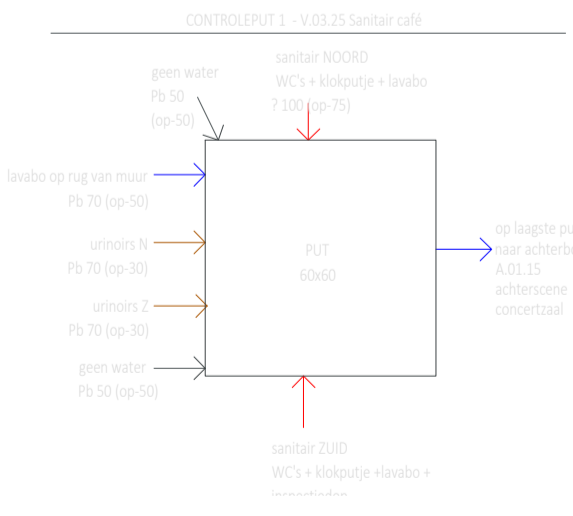 CONTROLEPUT 1 - V.03.25 Sanitair café
sanitair NOORD
WC's + klokputje + lavabo
? 100 (op-75)
geen water
Pb 50
(op-50)
lavabo op rug van muur
Pb 70 (op-50)
urinoirs N
Pb 70 (op-30)
urinoirs Z
Pb 70 (op-30)
geen water
Pb 50 (op-50)
PUT
60x60
op laagste pu
naar achterbo
A.01.15
achterscene
concertzaal
sanitair ZUID
WC's + klokputje +lavabo +